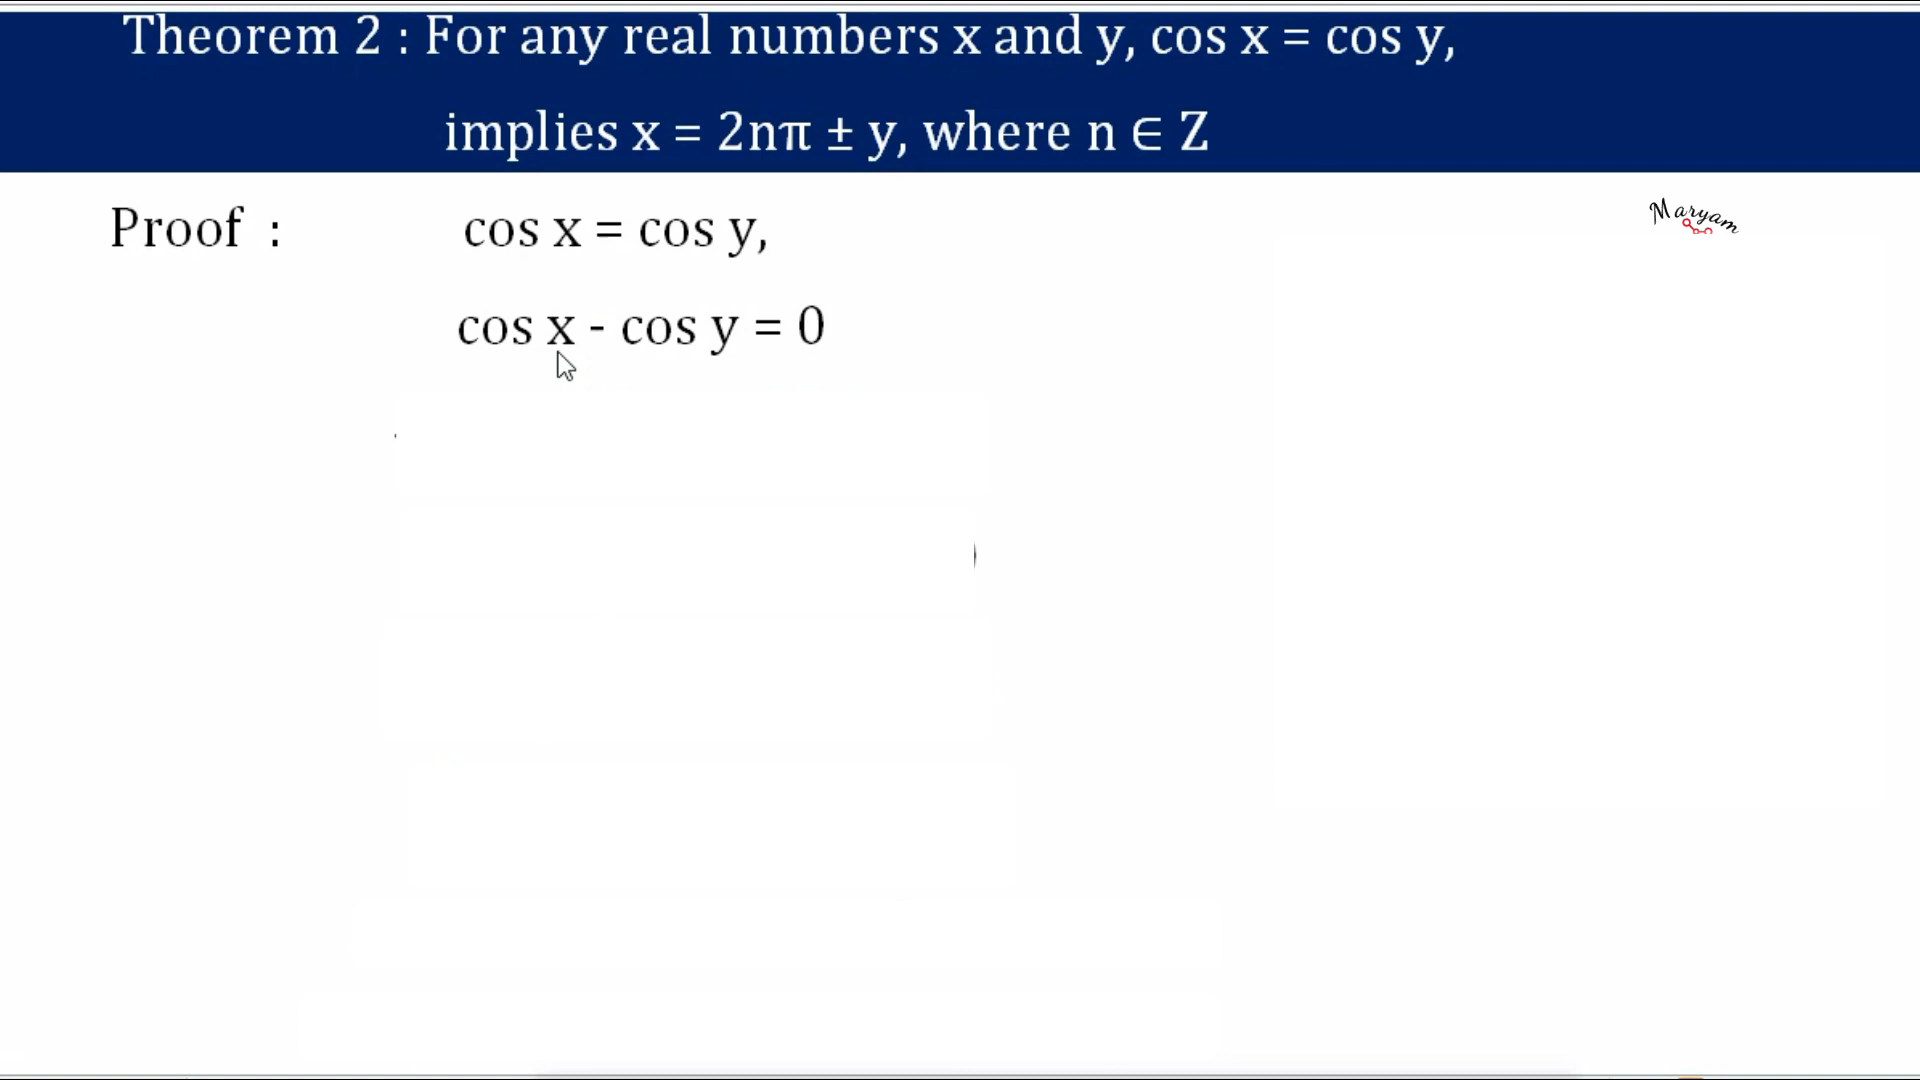 Theorem 2 : For any real numbers x and y, cos x = cos y,
implies x = 2nπ ± y, where n ∈ Z
Proof : cos x = cos y,
Maryam
cos x - cos y = 0